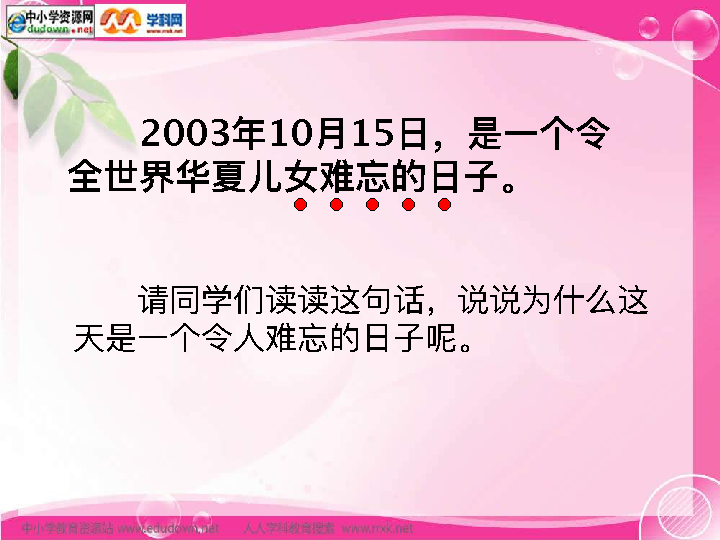 中小学资源网
dudown.net
学科网
www.nxk.net
2003年10月15日，是一个令
全世界华夏儿女难忘的日子。
请同学们读读这句话，说说为什么这
天是一个令人难忘的日子呢。
中小学教育资源站 www.edudown.net 人人学科教育搜索 www.nxk.net